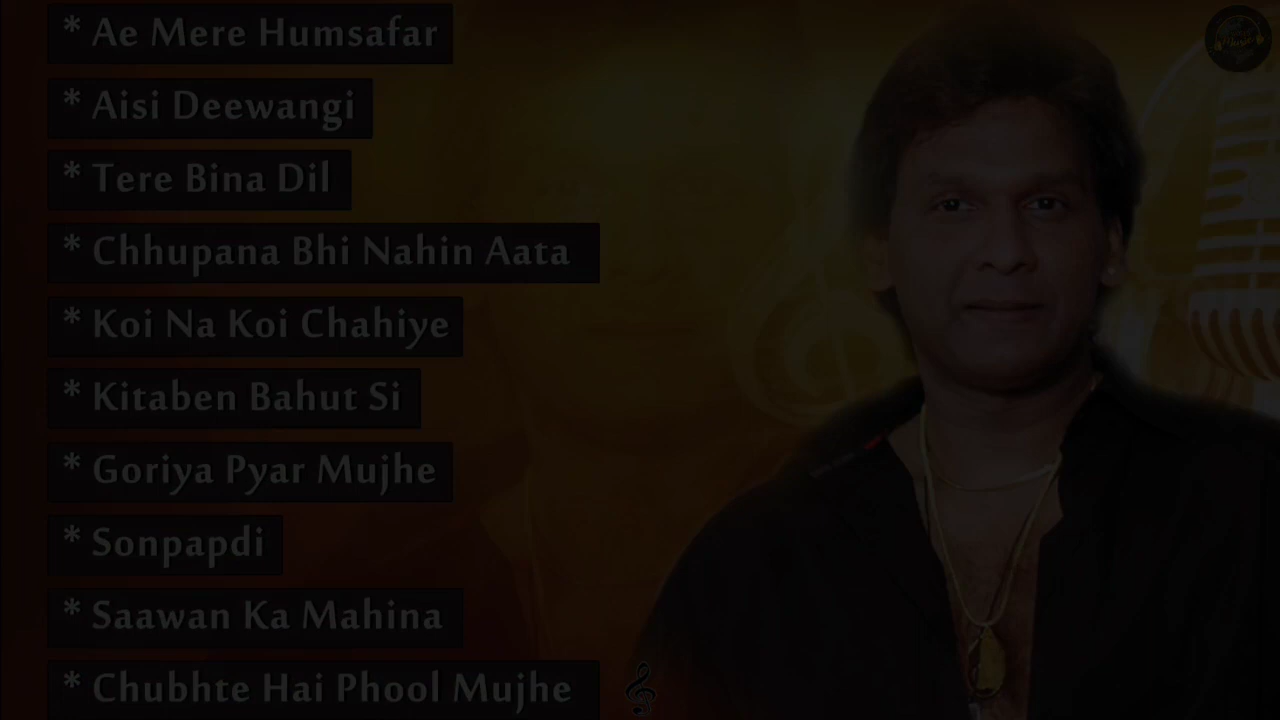 * Ae Mere Humsafar
* Aisi Deewangi
* Tere Bina Dil
* Chhupana Bhi Nahin Aata
* Koi Na Koi Chahiye
* Kitaben Bahut Si
* Goriya Pyar Mujhe
* Sonpapdi
* Saawan Ka Mahina
* Chubhte Hai Phool Mujhe